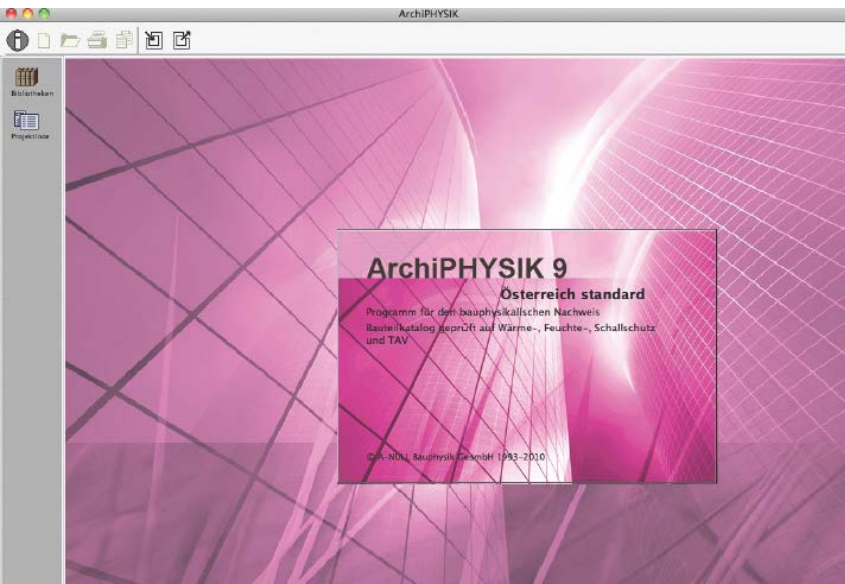 ArchiPHYSIK
Bibliotheken
Projektliste
ArchiPHYSIK 9
Österreich standard
Programm für den bauphysikalischen Nachweis
Bauteilkatalog geprüft auf Wärme-, Feuchte-, Schallschutz
und TAV
© A-NULL Bauphysik GesmbH 1993-2010